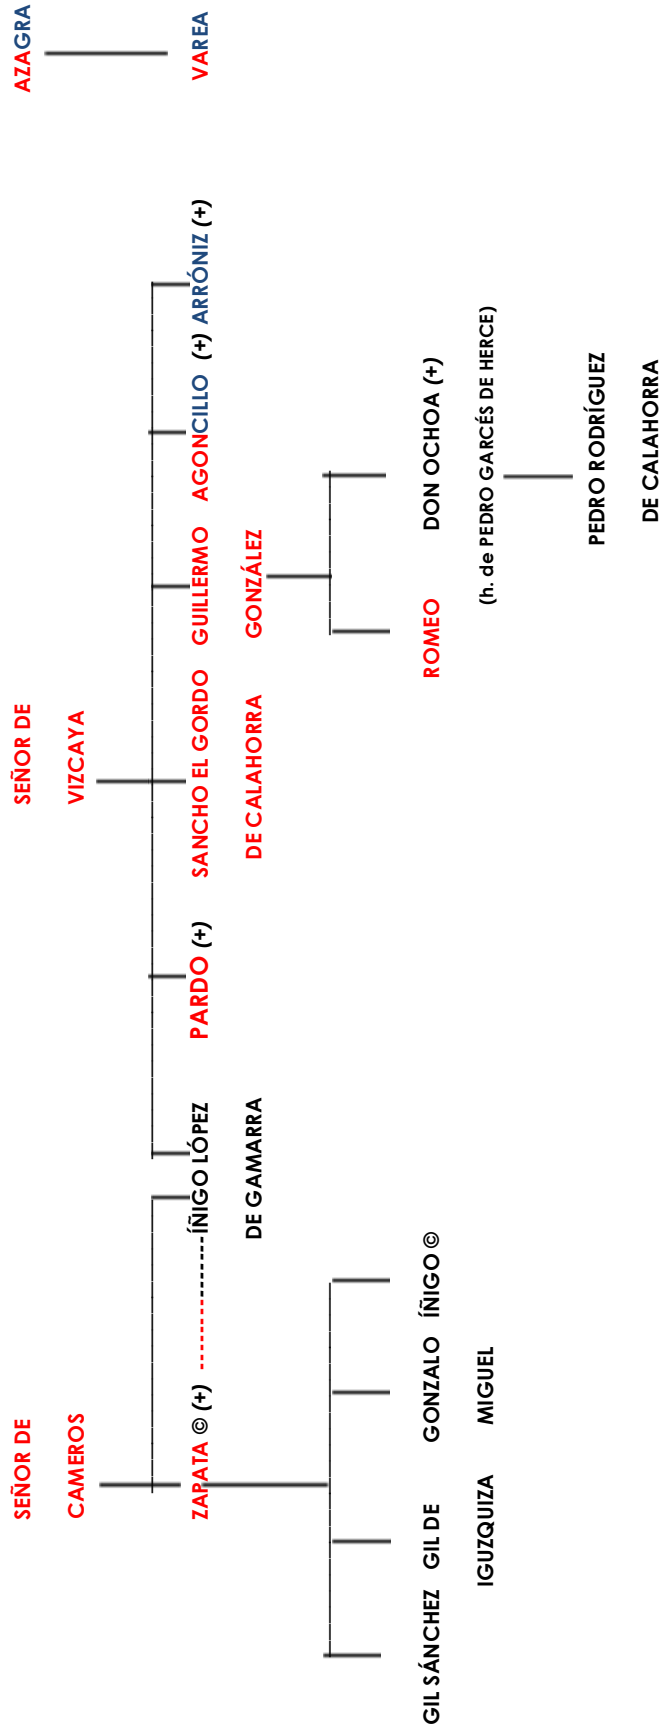 SEÑOR DE
CAMEROS
SEÑOR DE
VIZCAYA
AZAGRA
ZAPATA © (+) ----------------ÍÑIGO LÓPEZ
DE GAMARRA
PARDO (+)
SANCHO EL GORDO
DE CALAHORRA
GUILLERMO
GONZÁLEZ
AGONCILLO (+)
ARRÓNIZ (+)
VAREA
GIL SÁNCHEZ
GIL DE
IGUZQUIZA
GONZALO
MIGUEL
ÍÑIGO ©
ROMEO
DON OCHOA (+)
(h. de PEDRO GARCÉS DE HERCE)
PEDRO RODRÍGUEZ
DE CALAHORRA